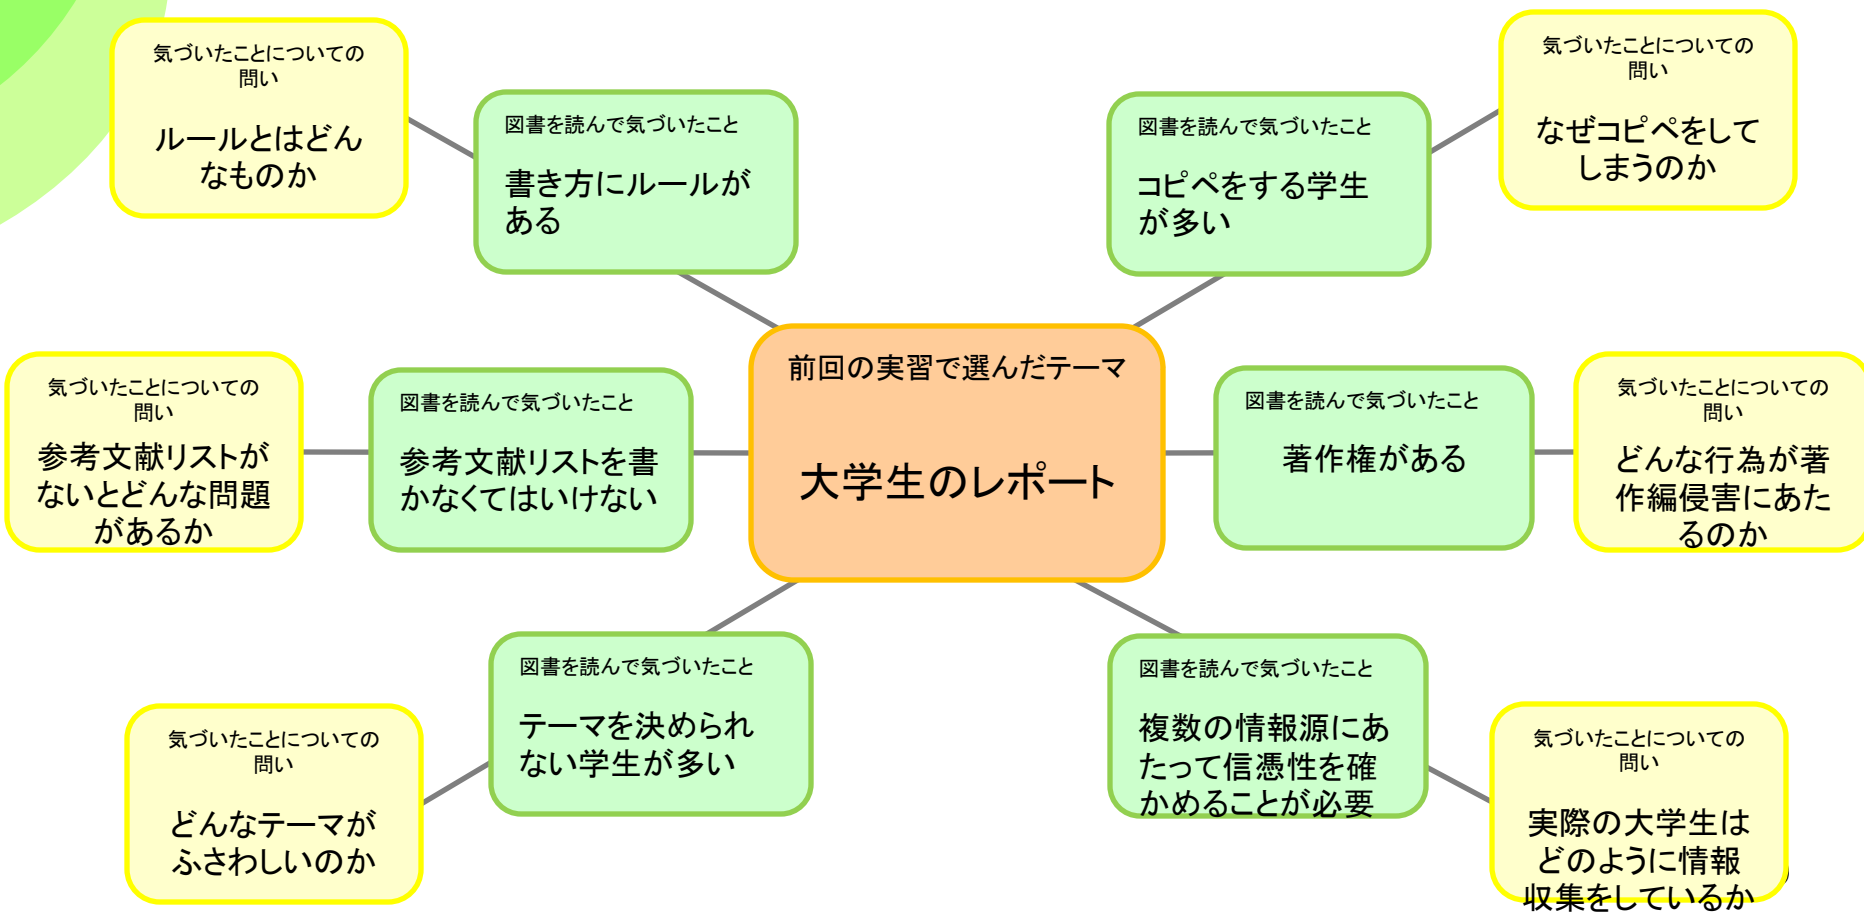 気づいたことについての
問い
ルールとはどん
なものか
図書を読んで気づいたこと
書き方にルールが
ある
図書を読んで気づいたこと
コピペをする学生
が多い
気づいたことについての
問い
なぜコピペをして
しまうのか
気づいたことについての
問い
参考文献リストが
ないとどんな問題
があるか
図書を読んで気づいたこと
参考文献リストを書
かなくてはいけない
前回の実習で選んだテーマ
大学生のレポート
図書を読んで気づいたこと
著作権がある
気づいたことについての
問い
どんな行為が著
作編侵害にあた
るのか
気づいたことについての
問い
どんなテーマが
ふさわしいのか
図書を読んで気づいたこと
テーマを決められ
ない学生が多い
図書を読んで気づいたこと
複数の情報源にあ
たって信憑性を確
かめることが必要
気づいたことについての
問い
実際の大学生は
どのように情報
収集をしているか